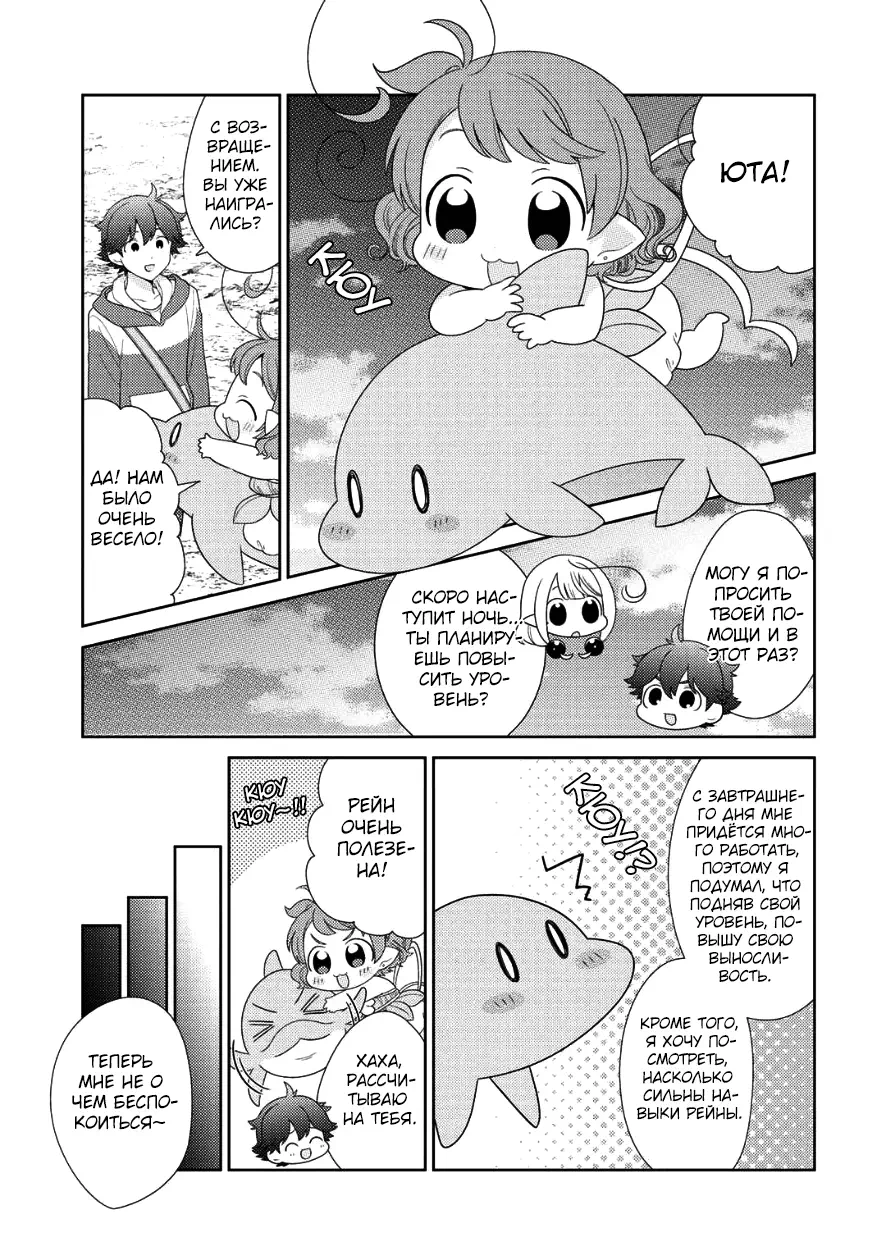 ЮТА!
КЮУ
С ВОЗ-
ВРАЩЕ-
НИЕМ.
ВЫ УЖЕ
НАИГРА-
ЛИСЬ?
ДА! НАМ
БЫЛО
ОЧЕНЬ
ВЕСЕЛО!
СКОРО НАС-
ТУПИТ НОЧЬ...
ТЫ ПЛАНИРУ-
ЕШЬ ПОВЫ-
СИТЬ УРО-
ВЕНЬ?
МОГУ Я ПО-
ПРОСИТЬ
ТВОЕЙ ПО-
МОЩИ И В
ЭТОТ РАЗ?
С ЗАВТРАШНЕ-
ГО ДНЯ МНЕ
ПРИДЁТСЯ МНО-
ГО РАБОТАТЬ,
ПОЭТОМУ Я
ПОДУМАЛ, ЧТО
ПОДНЯВ СВОЙ
УРОВЕНЬ, ПО-
ВЫШУ СВОЮ
ВЫНОСЛИ-
ВОСТЬ.
КЮУ!?
КРОМЕ ТОГО,
Я ХОЧУ ПО-
СМОТРЕТЬ,
НАСКОЛЬКО
СИЛЬНЫ НА-
ВЫКИ РЕЙНЫ.
КЮУ
КЮУ~!!
РЕЙН
ОЧЕНЬ
ПОЛЕЗЕ-
НА!
ХАХА,
РАССЧИ-
ТЫВАЮ
НА ТЕБЯ.
ТЕПЕРЬ
МНЕ НЕ О
ЧЕМ БЕСПО-
КОИТЬСЯ~